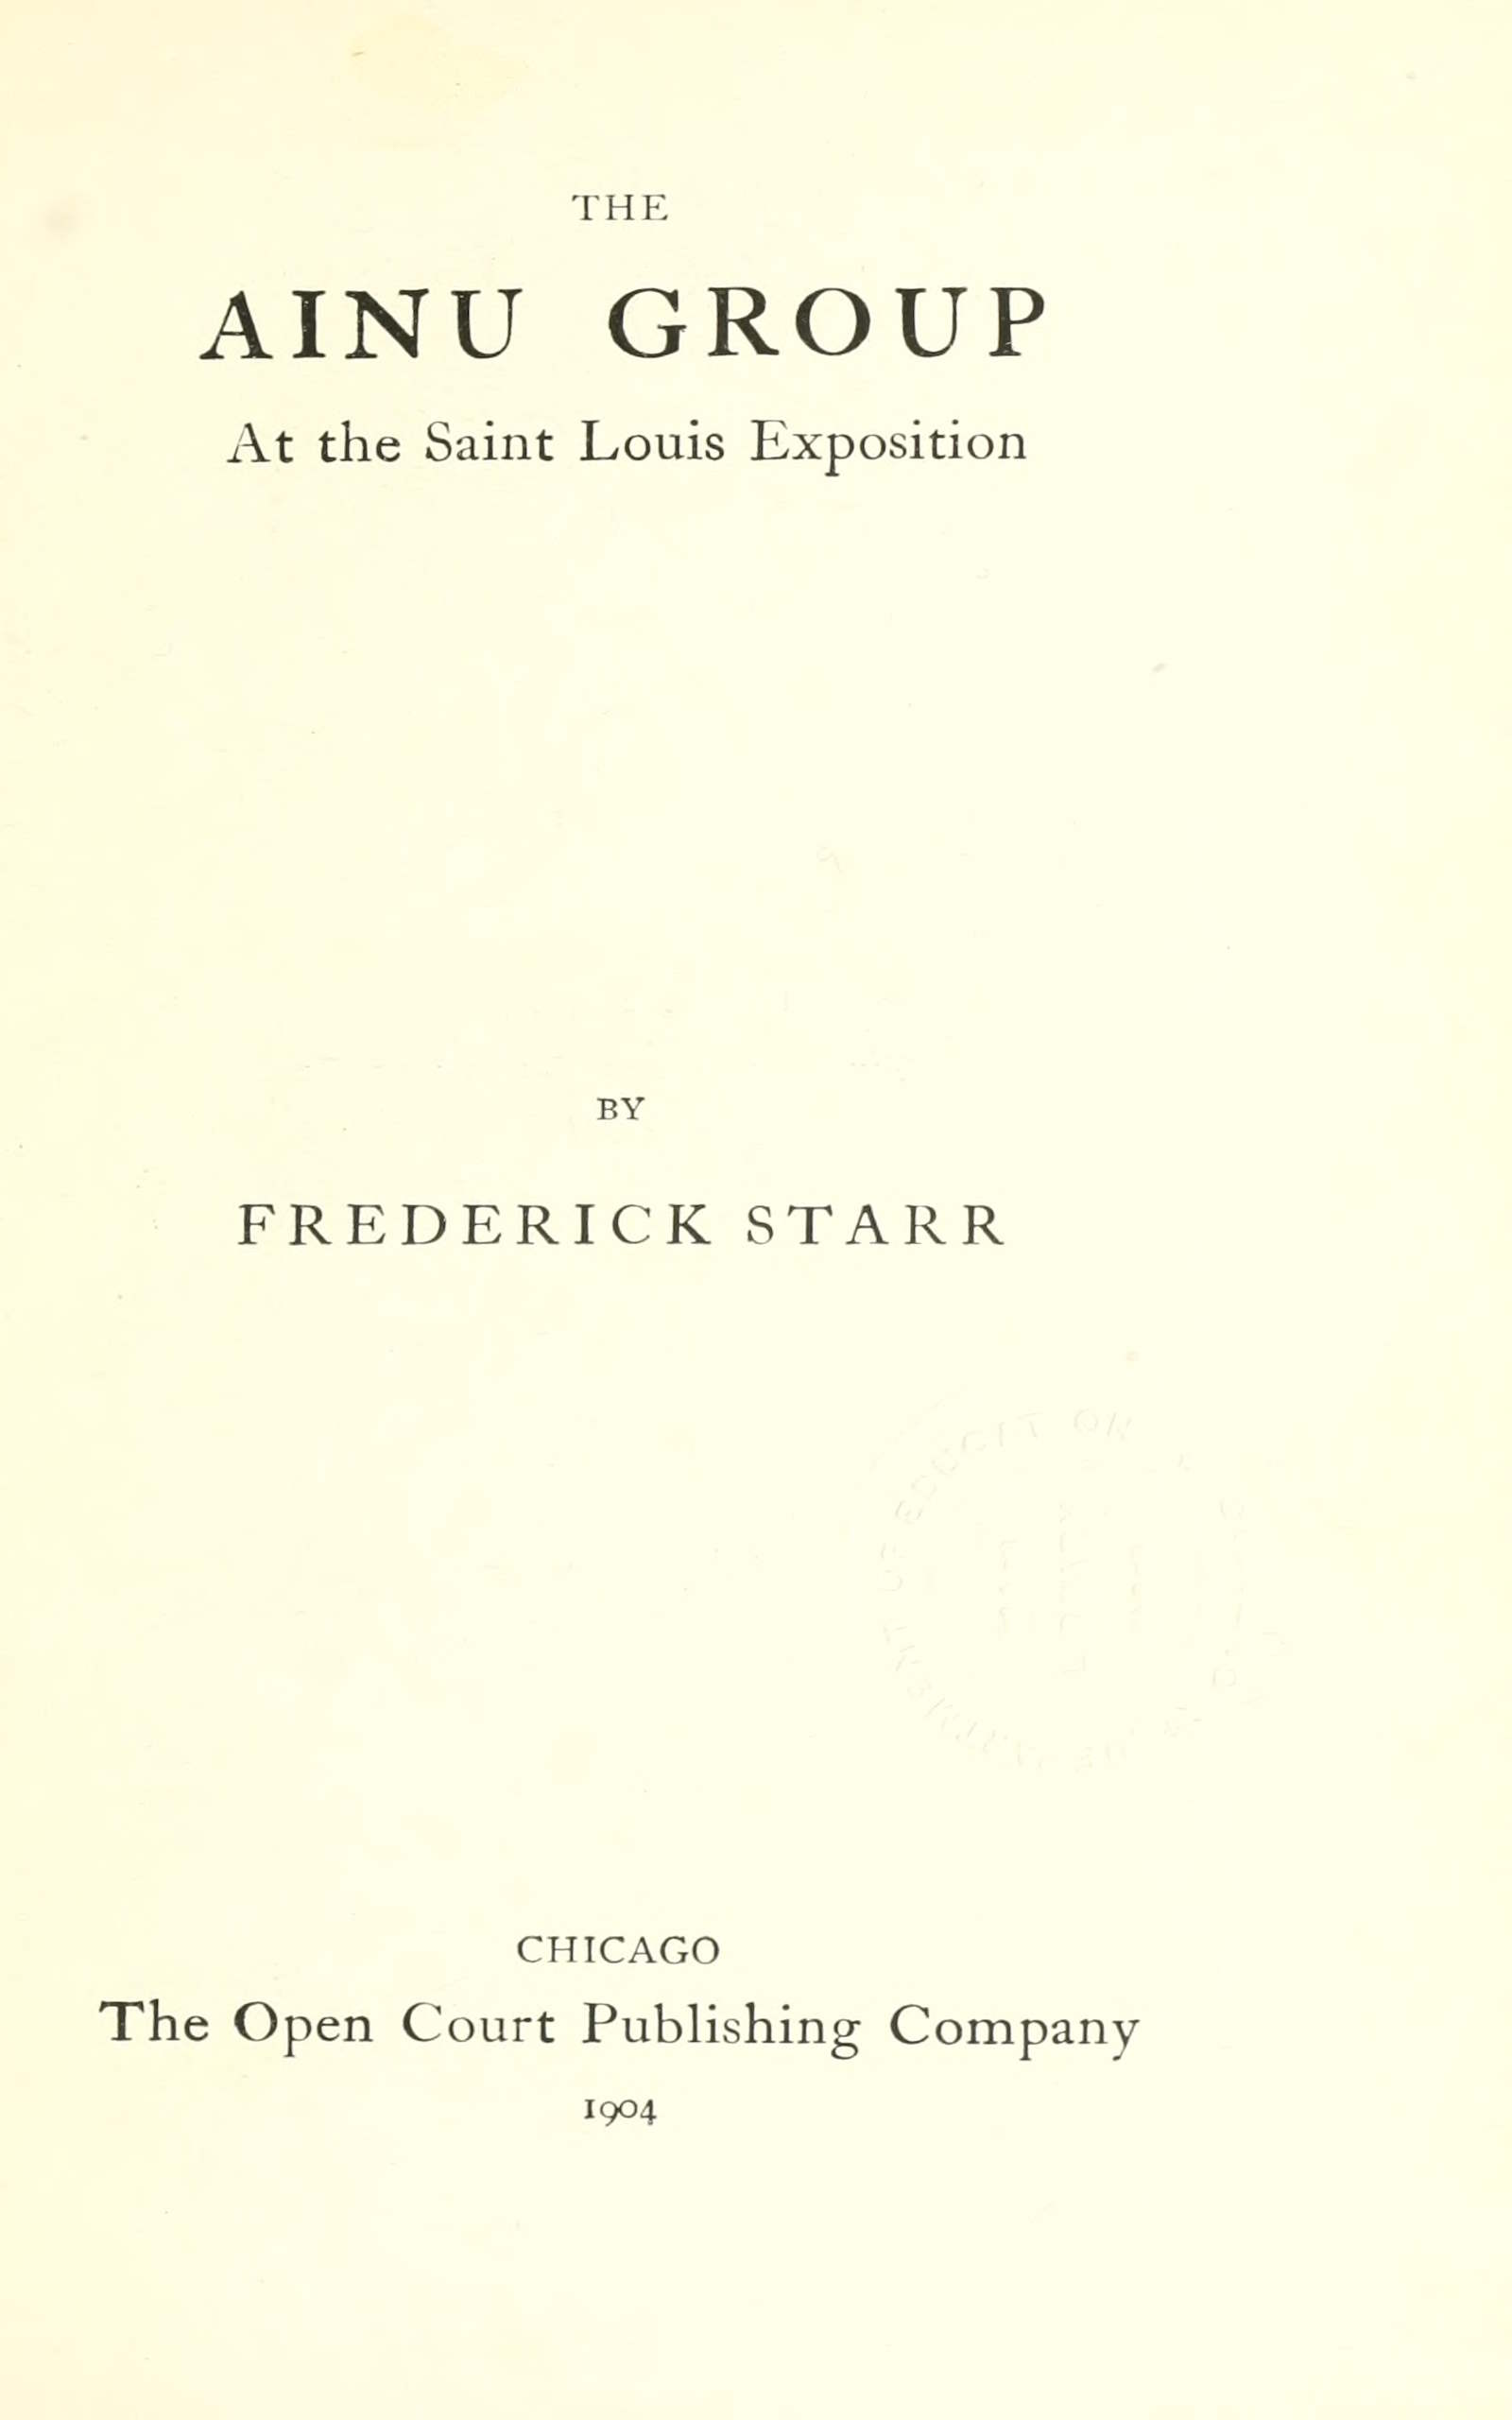 THE
AINU GROUP
At the Saint Louis Exposition
BY
FREDERICK STARR
CHICAGO
The Open Court Publishing Company
1904